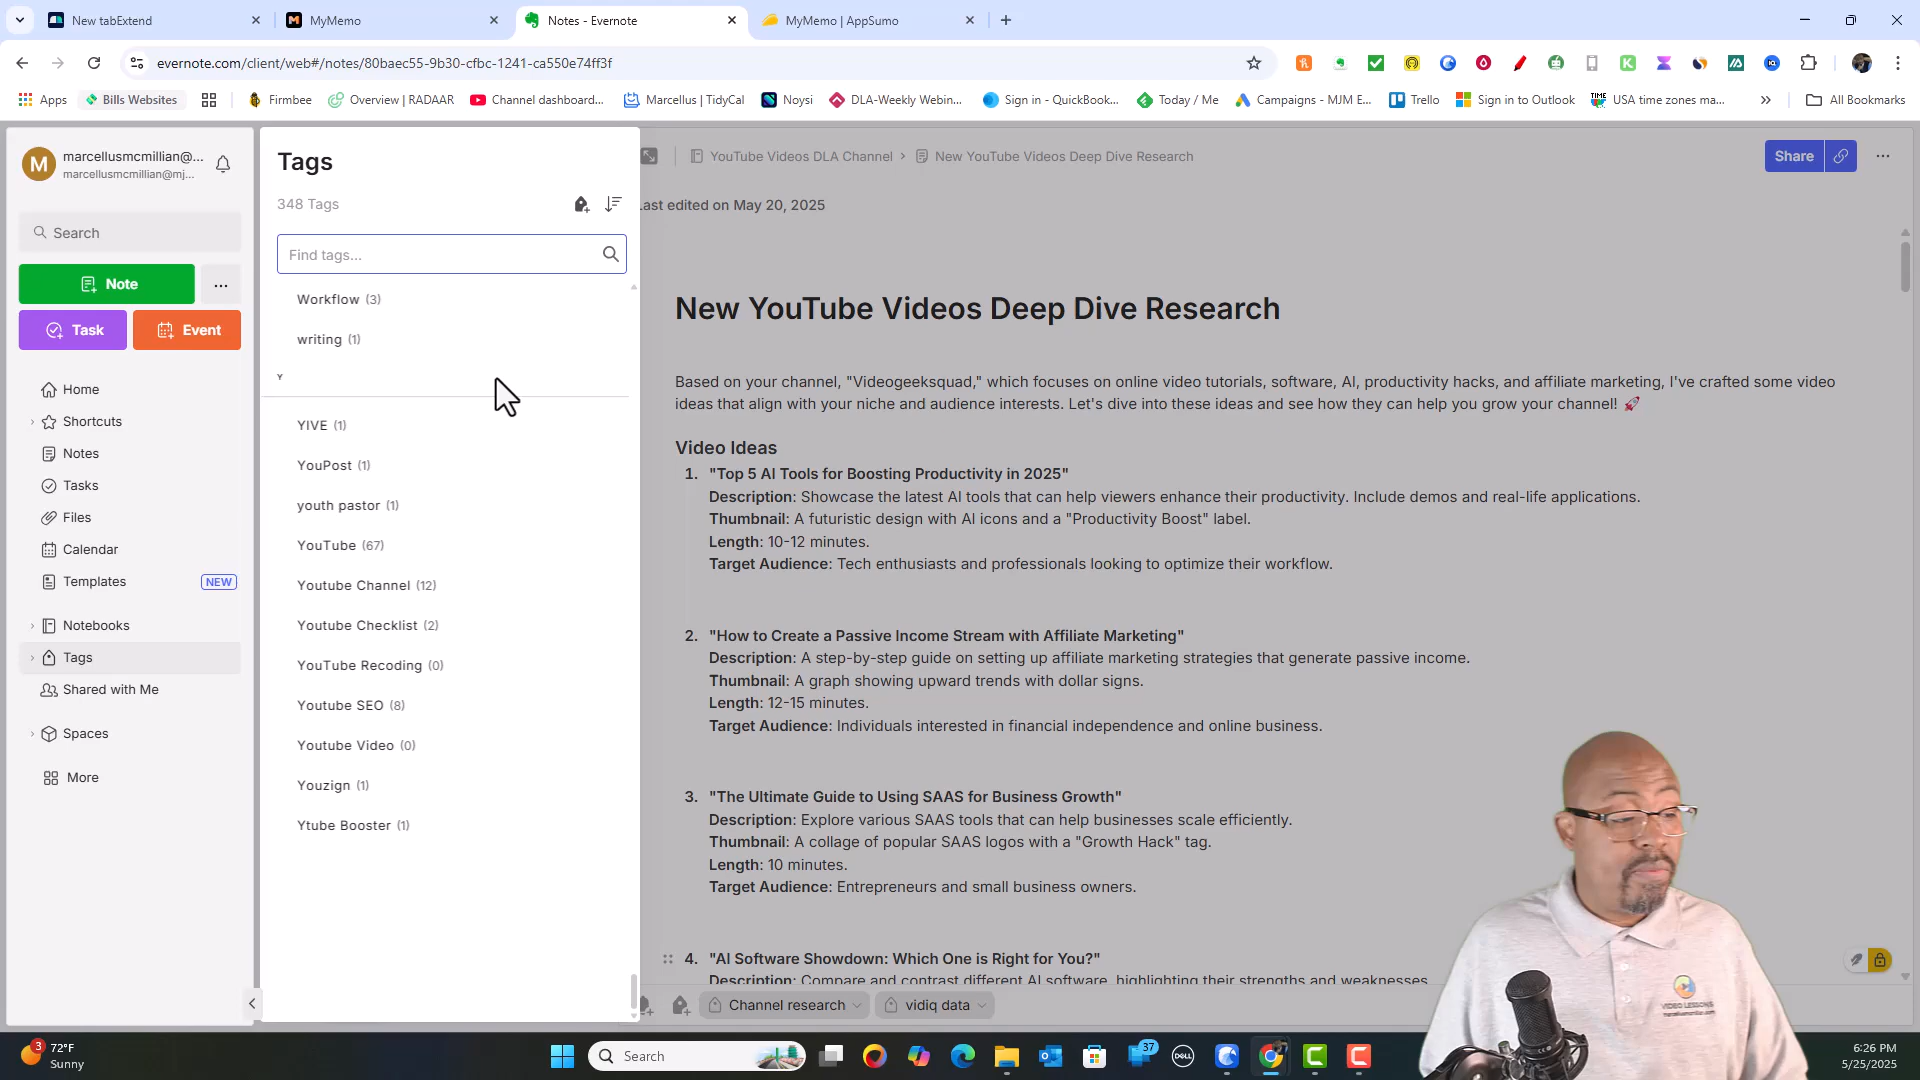 New tabExtend
MyMemo
Notes - Evernote
MyMemo | AppSumo
evernote.com/client/web#/notes/80baec55-9b30-cfbc-1241-ca550e74ff3f
Apps
Bills Websites
Firmbee
Overview | RADAAR
Channel dashboard...
Marcellus | TidyCal
Noysi
DLA-Weekly Webin...
Sign in - QuickBook...
Today / Me
Campaigns - MJM E...
Trello
Sign in to Outlook
USA time zones ma...
All Bookmarks
M
marcellusmcmillian@...
marcellusmcmillian@mj...
Search
Note
Task
Event
Home
Shortcuts
Notes
Tasks
Files
Calendar
Templates NEW
Notebooks
Tags
Shared with Me
Spaces
More
Tags
348 Tags
Find tags...
Workflow (3)
writing (1)
Y
YIVE (1)
YouPost (1)
youth pastor (1)
YouTube (67)
Youtube Channel (12)
Youtube Checklist (2)
YouTube Recoding (0)
Youtube SEO (8)
Youtube Video (0)
Youzign (1)
Ytube Booster (1)
YouTube Videos DLA Channel > New YouTube Videos Deep Dive Research
Share
ast edited on May 20, 2025
New YouTube Videos Deep Dive Research
Based on your channel, "Videogeeksquad," which focuses on online video tutorials, software, AI, productivity hacks, and affiliate marketing, I've crafted some video
ideas that align with your niche and audience interests. Let's dive into these ideas and see how they can help you grow your channel! 🚀
Video Ideas
1. "Top 5 AI Tools for Boosting Productivity in 2025"
Description: Showcase the latest AI tools that can help viewers enhance their productivity. Include demos and real-life applications.
Thumbnail: A futuristic design with AI icons and a "Productivity Boost" label.
Length: 10-12 minutes.
Target Audience: Tech enthusiasts and professionals looking to optimize their workflow.
2. "How to Create a Passive Income Stream with Affiliate Marketing"
Description: A step-by-step guide on setting up affiliate marketing strategies that generate passive income.
Thumbnail: A graph showing upward trends with dollar signs.
Length: 12-15 minutes.
Target Audience: Individuals interested in financial independence and online business.
3. "The Ultimate Guide to Using SAAS for Business Growth"
Description: Explore various SAAS tools that can help businesses scale efficiently.
Thumbnail: A collage of popular SAAS logos with a "Growth Hack" tag.
Length: 10 minutes.
Target Audience: Entrepreneurs and small business owners.
4. "AI Software Showdown: Which One is Right for You?"
Description: Compare and contrast different AI software, highlighting their strengths and weaknesses
Channel research
vidiq data
VIDEO LESSONS
3
72°F
Sunny
Search
37
DELL
6:26 PM
5/25/2025